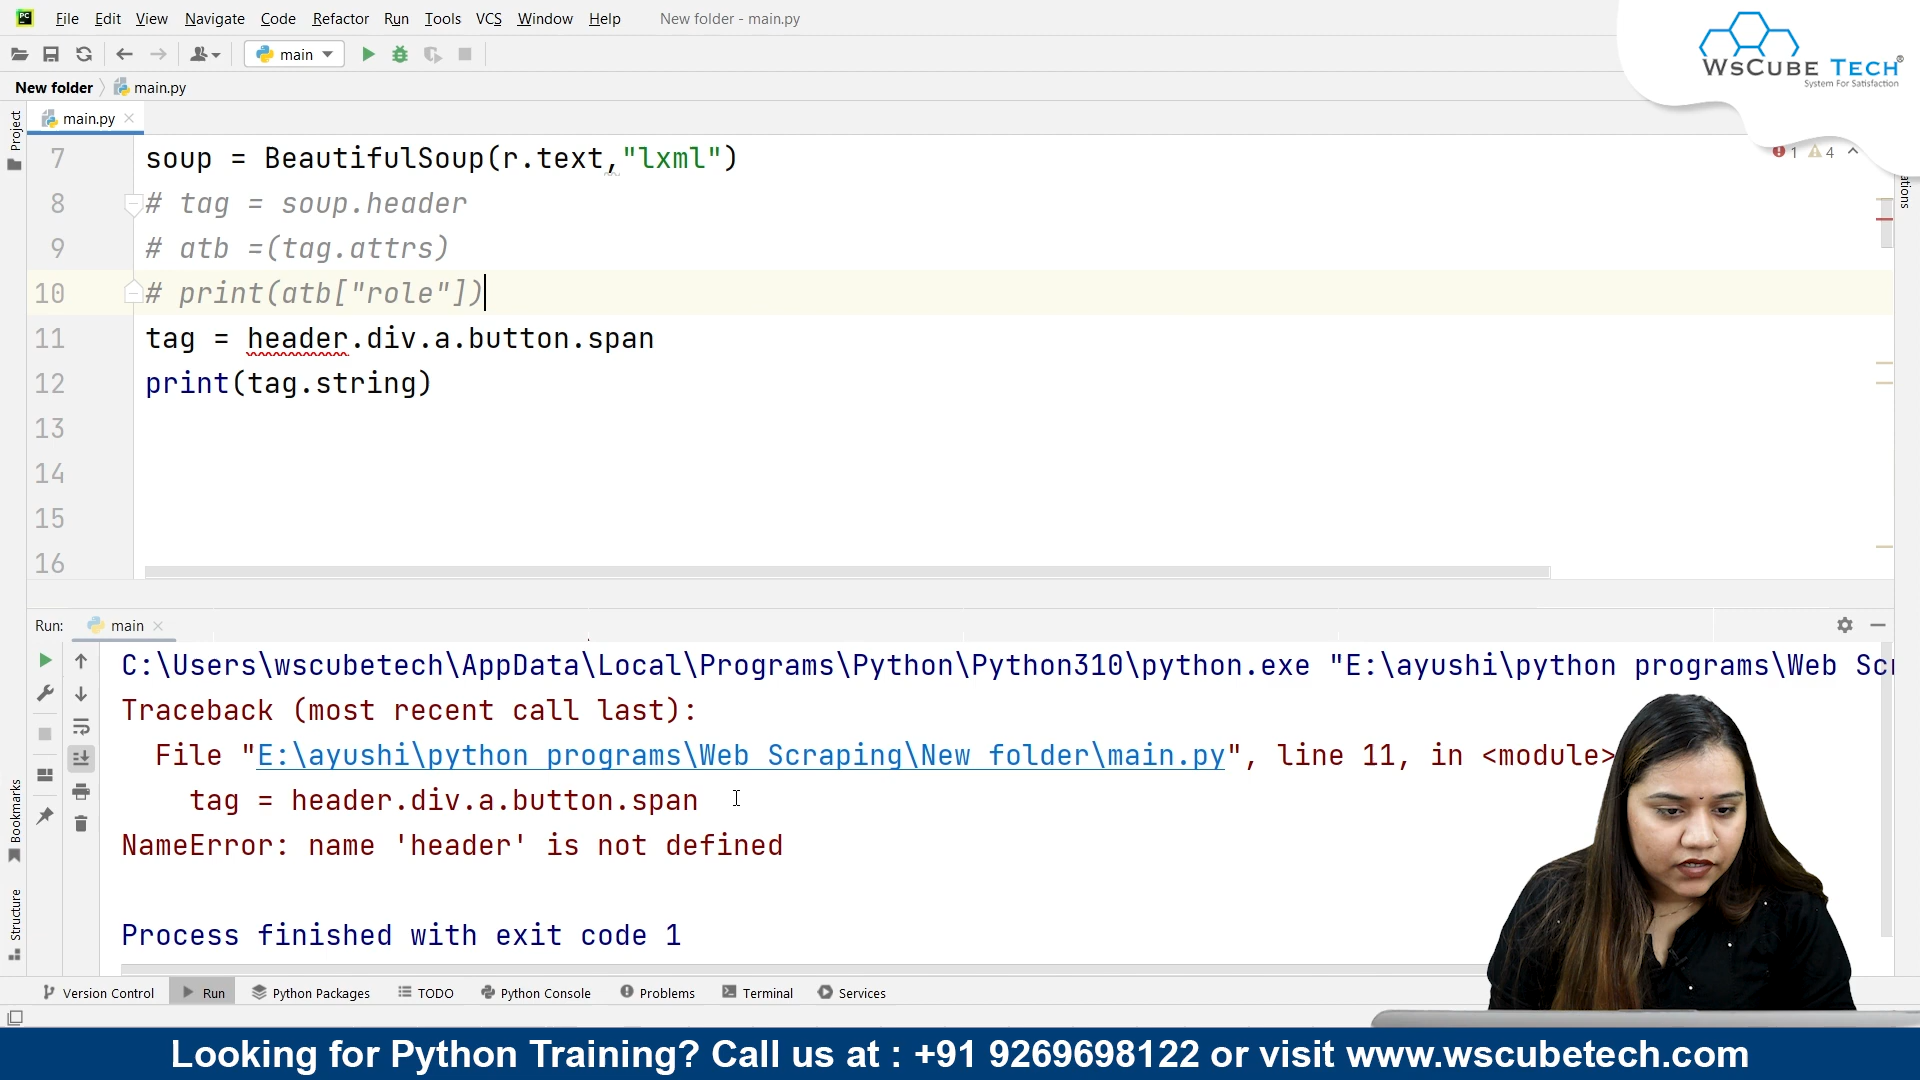 File Edit View Navigate Code Refactor Run Tools VCS Window Help New folder - main.py
WsCube Tech®
System For Satisfaction
main
New folder main.py
Project
main.py
1 4
ations
7 soup = BeautifulSoup(r.text,"lxml")
8 # tag = soup.header
9 # atb =(tag.attrs)
10 # print(atb["role"])
11 tag = header.div.a.button.span
12 print(tag.string)
13
14
15
16
Run: main
C:\Users\wscubetech\AppData\Local\Programs\Python\Python310\python.exe "E:\ayushi\python programs\Web Scr
Traceback (most recent call last):
File "E:\ayushi\python programs\Web Scraping\New folder\main.py", line 11, in <module>
tag = header.div.a.button.span
NameError: name 'header' is not defined
Process finished with exit code 1
Bookmarks
Structure
Version Control Run Python Packages TODO Python Console Problems Terminal Services
Looking for Python Training? Call us at : +91 9269698122 or visit www.wscubetech.com